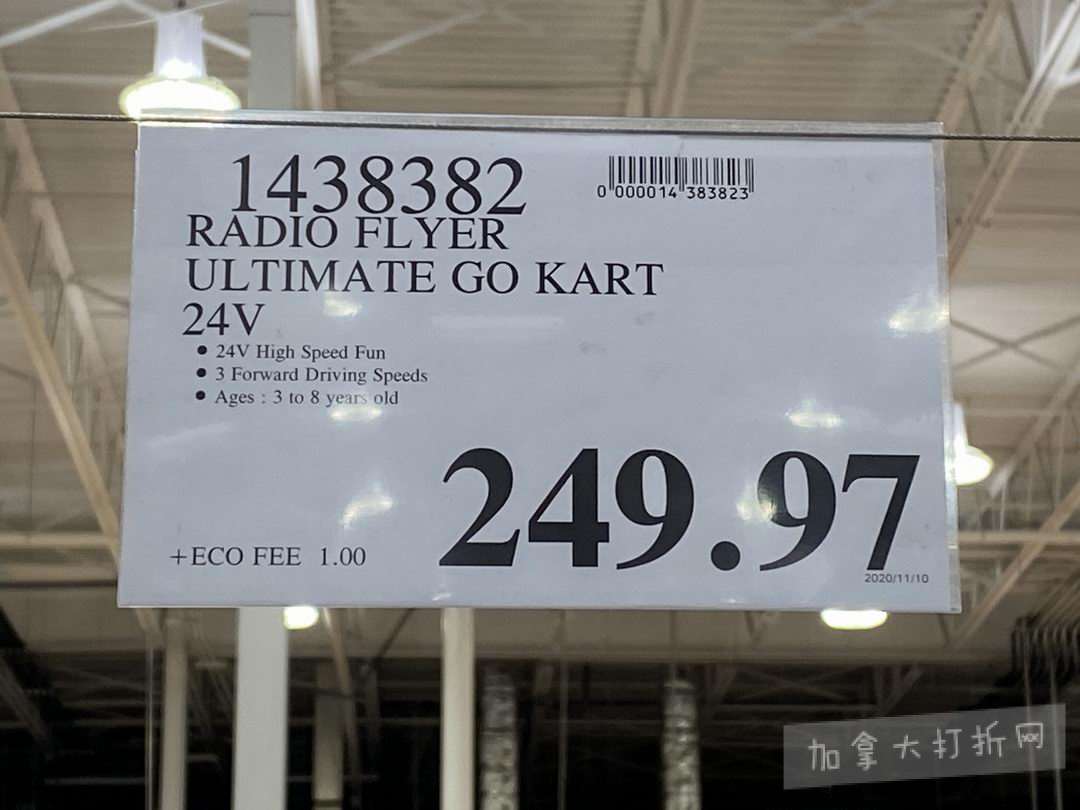 1438382
0 000014 383823
RADIO FLYER
ULTIMATE GO KART
24V
● 24V High Speed Fun
● 3 Forward Driving Speeds
● Ages : 3 to 8 years old
249.97
+ECO FEE 1.00
2020/11/10
加拿大打折网